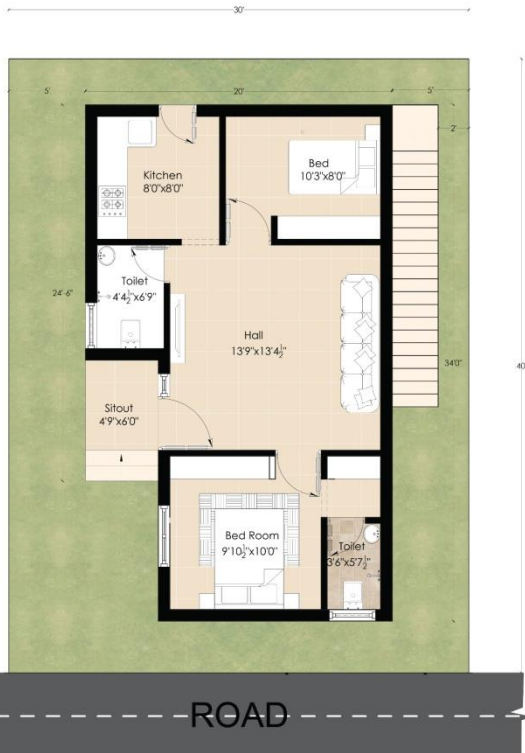 30'
5'
20'
5'
2'
Kitchen
8'0"x8'0"
Bed
10'3"x8'0"
Toilet
4'4½"x6'9"
24'-6"
Hall
13'9"x13'4½"
34'0"
40'
Sitout
4'9"x6'0"
Bed Room
9'10½"x10'0"
Toilet
3'6"x5'7½"
ROAD